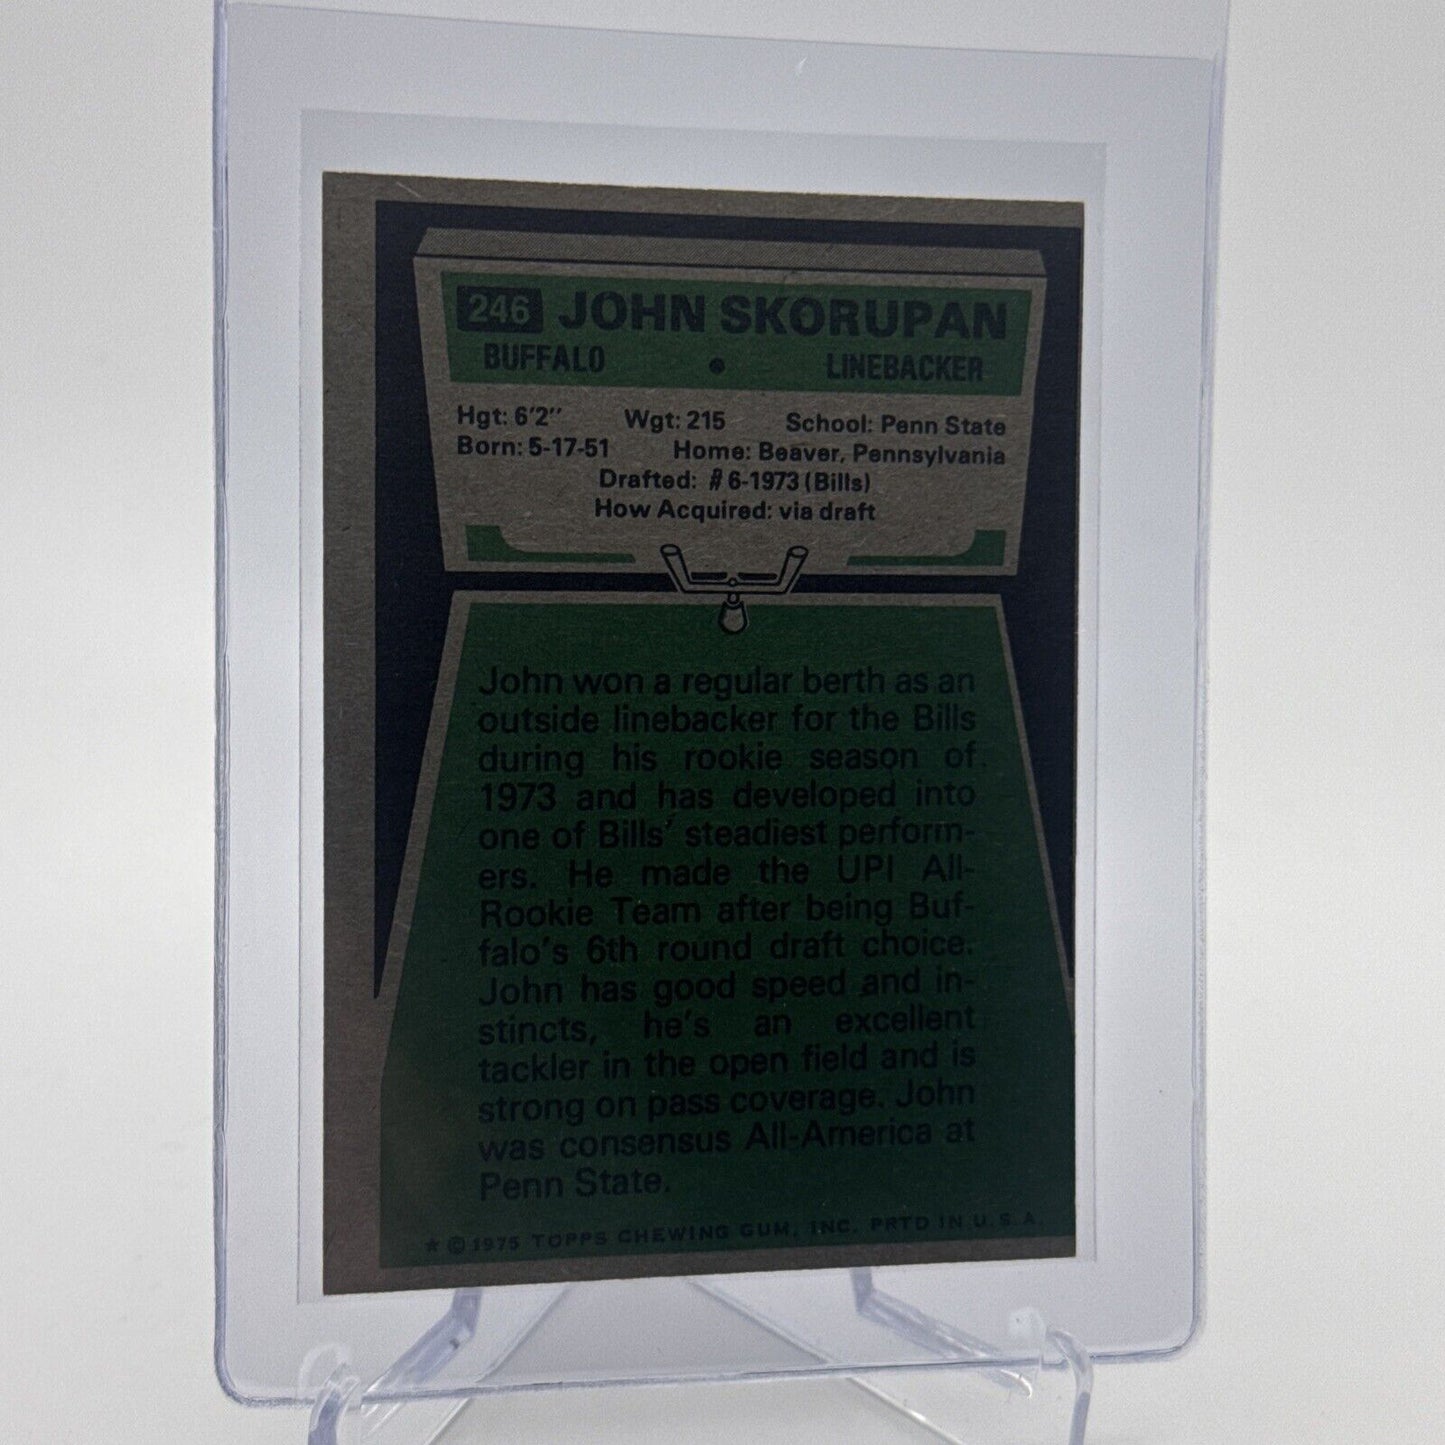 246 JOHN SKORUPAN
BUFFALO • LINEBACKER
Hgt: 6'2" Wgt: 215 School: Penn State
Born: 5-17-51 Home: Beaver, Pennsylvania
Drafted: #6-1973 (Bills)
How Acquired: via draft
John won a regular berth as an
outside linebacker for the Bills
during his rookie season of
1973 and has developed into
one of Bills' steadiest perform-
ers. He made the UPI All-
Rookie Team after being Buf-
falo's 6th round draft choice.
John has good speed and in-
stincts, he's an excellent
tackler in the open field and is
strong on pass coverage. John
was consensus All-America at
Penn State.
★ © 1975 TOPPS CHEWING GUM, INC. PRTD IN U.S.A.